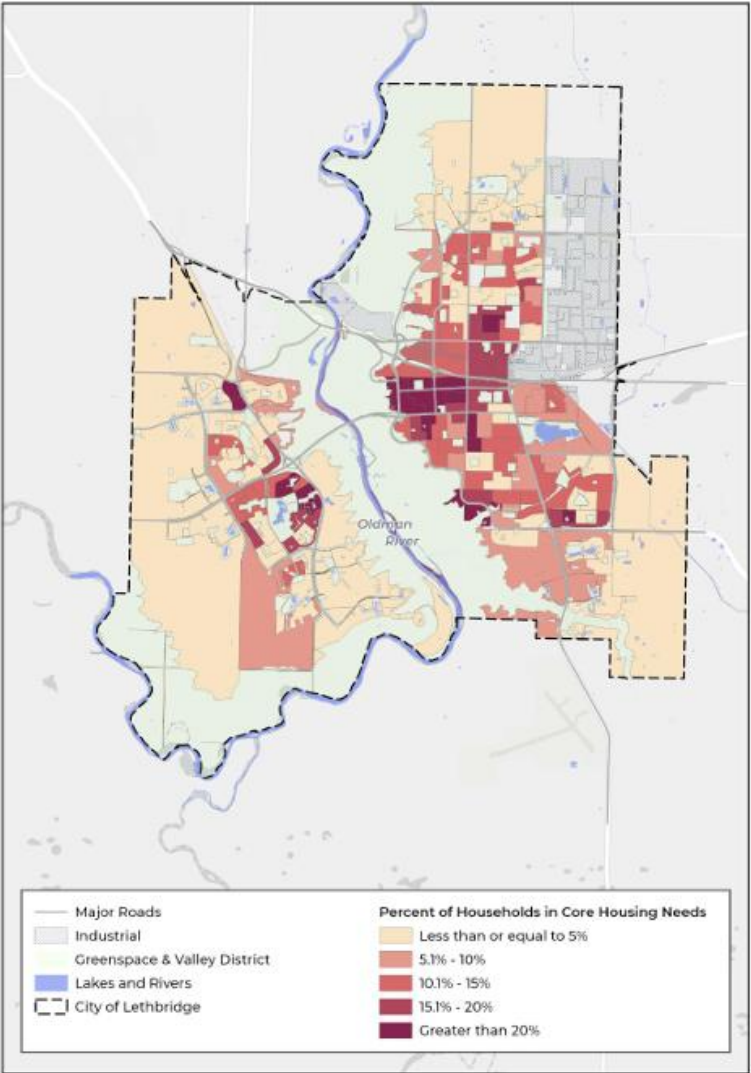 Oldman
River
Major Roads
Industrial
Greenspace & Valley District
Lakes and Rivers
City of Lethbridge
Percent of Households in Core Housing Needs
Less than or equal to 5%
5.1% - 10%
10.1% - 15%
15.1% - 20%
Greater than 20%